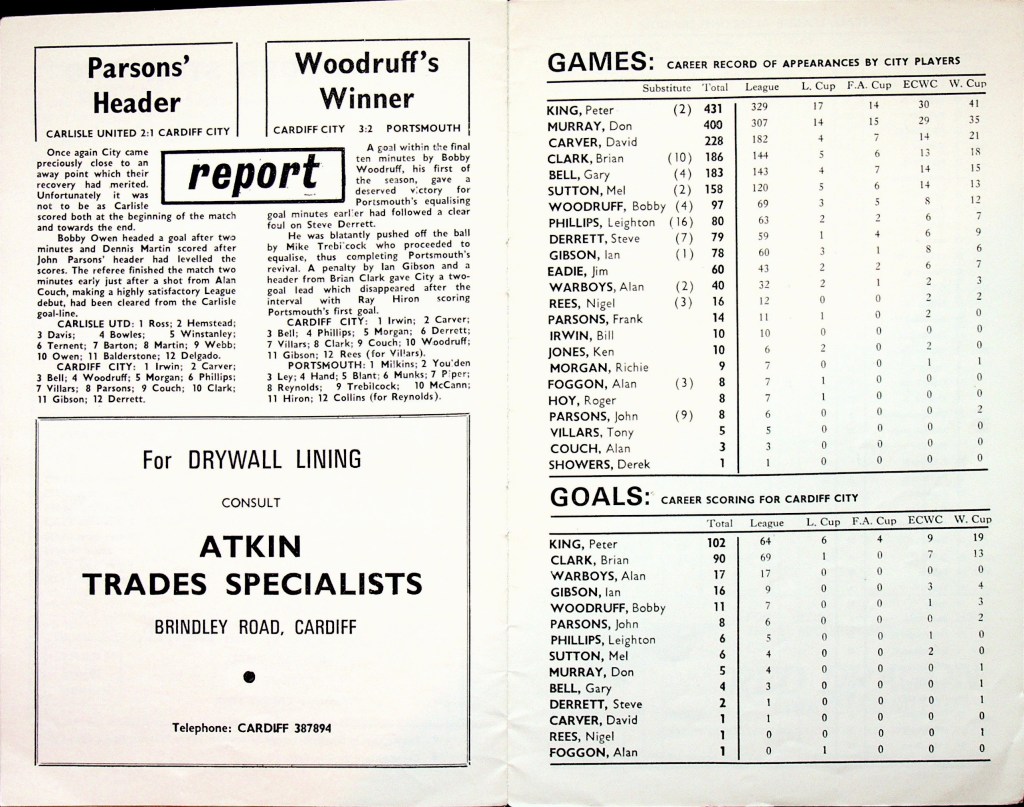 Parsons'
Header
CARLISLE UNITED 2:1 CARDIFF CITY
Once again City came
preciously close to an
away point which their
recovery had merited.
Unfortunately it was
not to be as Carlisle
scored both at the beginning of the match
and towards the end.
Bobby Owen headed a goal after two
minutes and Dennis Martin scored after
John Parsons' header had levelled the
scores. The referee finished the match two
minutes early just after a shot from Alan
Couch, making a highly satisfactory League
debut, had been cleared from the Carlisle
goal-line.
CARLISLE UTD: 1 Ross; 2 Hemstead;
3 Davis; 4 Bowles; 5 Winstanley;
6 Ternent; 7 Barton; 8 Martin; 9 Webb;
10 Owen; 11 Balderstone; 12 Delgado.
CARDIFF CITY: 1 Irwin; 2 Carver;
3 Bell; 4 Woodruff; 5 Morgan; 6 Phillips;
7 Villars; 8 Parsons; 9 Couch; 10 Clark;
11 Gibson; 12 Derrett.
report
Woodruff's
Winner
CARDIFF CITY 3:2 PORTSMOUTH
A goal within the final
ten minutes by Bobby
Woodruff, his first of
the season, gave a
deserved victory for
Portsmouth's equalising
goal minutes earlier had followed a clear
foul on Steve Derrett.
He was blatantly pushed off the ball
by Mike Trebilcock who proceeded to
equalise, thus completing Portsmouth's
revival. A penalty by Ian Gibson and a
header from Brian Clark gave City a two-
goal lead which disappeared after the
interval with Ray Hiron scoring
Portsmouth's first goal.
CARDIFF CITY: 1 Irwin; 2 Carver;
3 Bell; 4 Phillips; 5 Morgan; 6 Derrett;
7 Villars; 8 Clark; 9 Couch; 10 Woodruff;
11 Gibson; 12 Rees (for Villars).
PORTSMOUTH: 1 Milkins; 2 Youlden
3 Ley; 4 Hand; 5 Blant; 6 Munks; 7 Piper;
8 Reynolds; 9 Trebilcock; 10 McCann;
11 Hiron; 12 Collins (for Reynolds).
For DRYWALL LINING
CONSULT
ATKIN
TRADES SPECIALISTS
BRINDLEY ROAD, CARDIFF
Telephone: CARDIFF 387894
GAMES: CAREER RECORD OF APPEARANCES BY CITY PLAYERS
Substitute Total League L. Cup F.A. Cup ECWC W. Cup
KING, Peter (2) 431 329 17 14 30 41
MURRAY, Don 400 307 14 15 29 35
CARVER, David 228 182 4 7 14 21
CLARK, Brian (10) 186 144 5 6 13 18
BELL, Gary (4) 183 143 4 7 14 15
SUTTON, Mel (2) 158 120 5 6 14 13
WOODRUFF, Bobby (4) 97 69 3 5 8 12
PHILLIPS, Leighton (16) 80 63 2 2 6 7
DERRETT, Steve (7) 79 59 1 4 6 9
GIBSON, Ian (1) 78 60 3 1 8 6
EADIE, Jim 60 43 2 2 6 7
WARBOYS, Alan (2) 40 32 2 1 2 3
REES, Nigel (3) 16 12 0 0 2 2
PARSONS, Frank 14 11 1 0 2 0
IRWIN, Bill 10 10 0 0 0 0
JONES, Ken 10 6 2 0 2 0
MORGAN, Richie 9 7 0 0 1 1
FOGGON, Alan (3) 8 7 1 0 0 0
HOY, Roger 8 7 1 0 0 0
PARSONS, John (9) 8 6 0 0 0 2
VILLARS, Tony 5 5 0 0 0 0
COUCH, Alan 3 3 0 0 0 0
SHOWERS, Derek 1 1 0 0 0 0
GOALS: CAREER SCORING FOR CARDIFF CITY
Total League L. Cup F.A. Cup ECWC W. Cup
KING, Peter 102 64 6 4 9 19
CLARK, Brian 90 69 1 0 7 13
WARBOYS, Alan 17 17 0 0 0 0
GIBSON, Ian 16 9 0 0 3 4
WOODRUFF, Bobby 11 7 0 0 1 3
PARSONS, John 8 6 0 0 0 2
PHILLIPS, Leighton 6 5 0 0 1 0
SUTTON, Mel 6 4 0 0 2 0
MURRAY, Don 5 4 0 0 0 1
BELL, Gary 4 3 0 0 0 1
DERRETT, Steve 2 1 0 0 0 1
CARVER, David 1 1 0 0 0 0
REES, Nigel 1 0 0 0 0 1
FOGGON, Alan 1 0 1 0 0 0